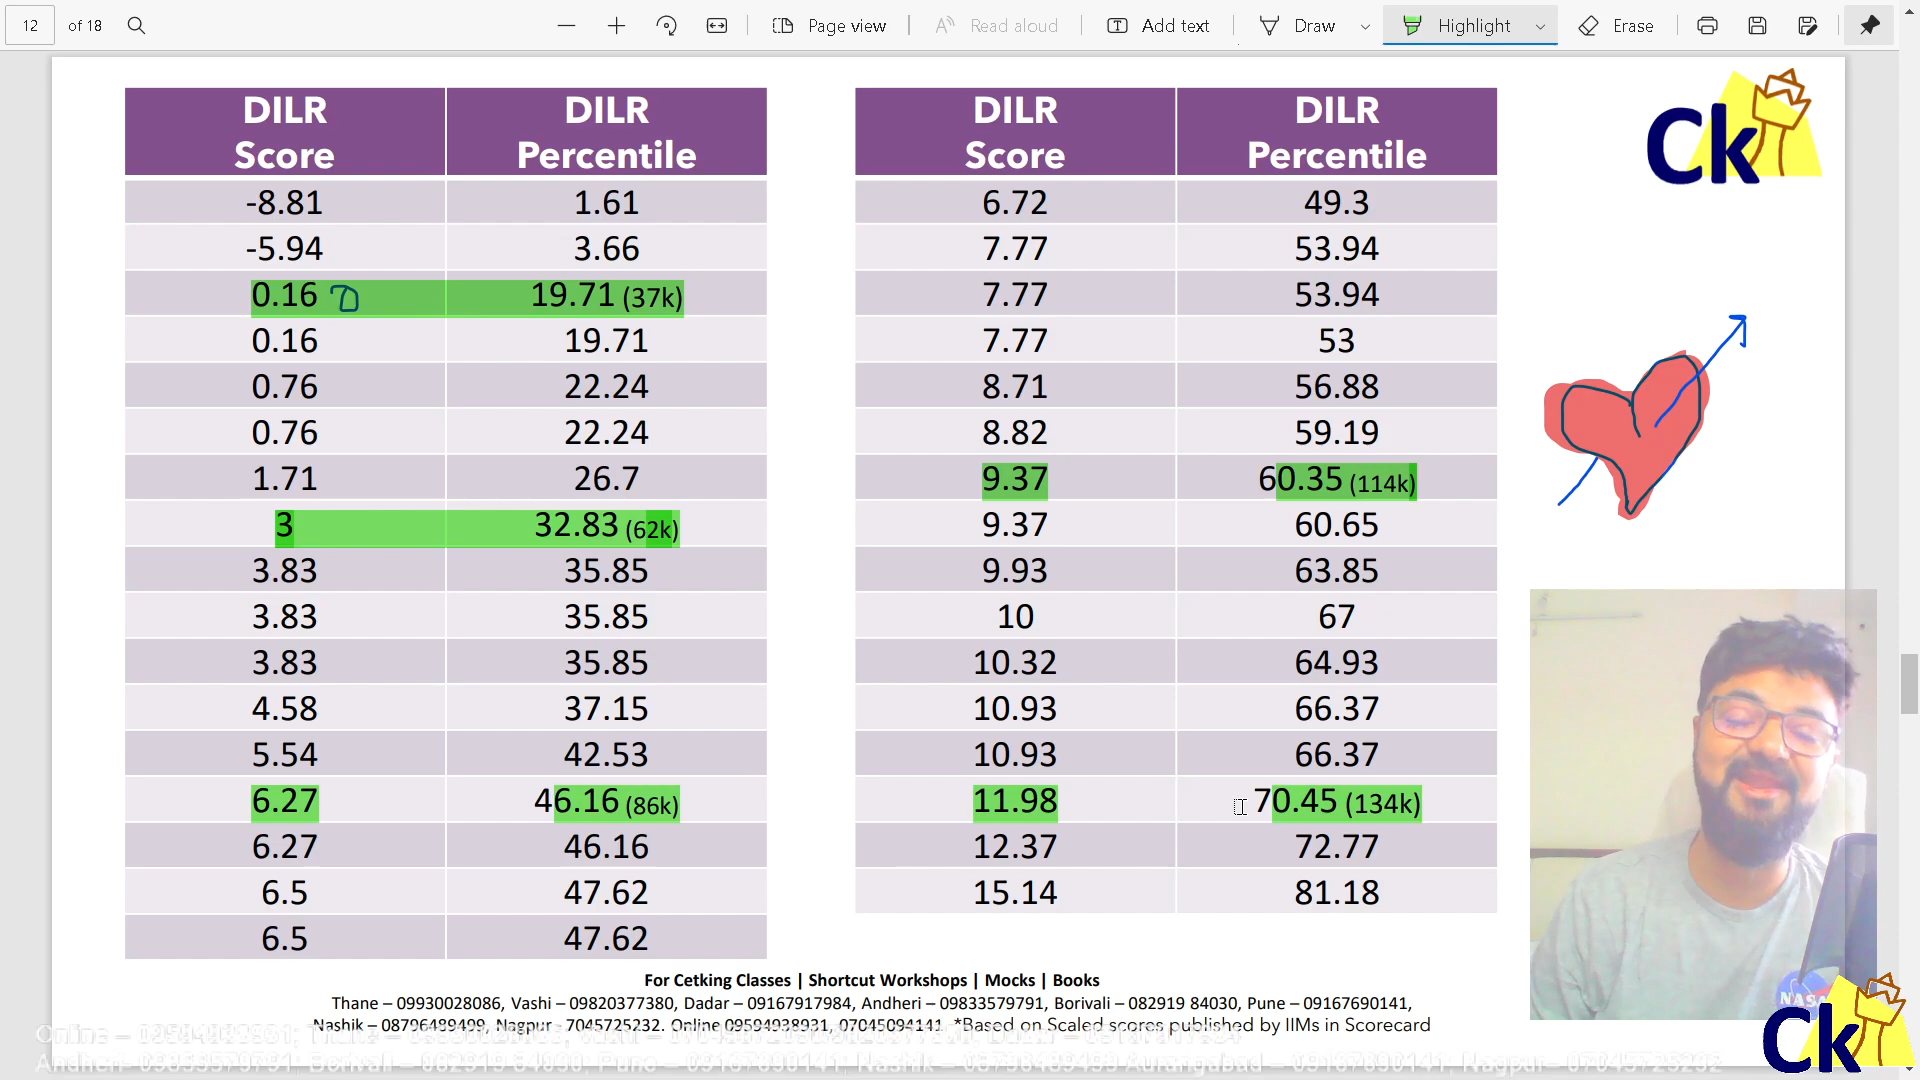 12 of 18 Page view Read aloud Add text Draw Highlight Erase
DILR Score DILR Percentile
-8.81 1.61
-5.94 3.66
0.16 19.71 (37k)
0.16 19.71
0.76 22.24
0.76 22.24
1.71 26.7
3 32.83 (62k)
3.83 35.85
3.83 35.85
3.83 35.85
4.58 37.15
5.54 42.53
6.27 46.16 (86k)
6.27 46.16
6.5 47.62
6.5 47.62
DILR Score DILR Percentile
6.72 49.3
7.77 53.94
7.77 53.94
7.77 53
8.71 56.88
8.82 59.19
9.37 60.35 (114k)
9.37 60.65
9.93 63.85
10 67
10.32 64.93
10.93 66.37
10.93 66.37
11.98 70.45 (134k)
12.37 72.77
15.14 81.18
Ck
NASA
Ck
For Cetking Classes | Shortcut Workshops | Mocks | Books
Thane – 09930028086, Vashi – 09820377380, Dadar – 09167917984, Andheri – 09833579791, Borivali – 082919 84030, Pune – 09167690141,
Nashik – 08796489499, Nagpur - 7045725232. Online 09594938931, 07045094141 *Based on Scaled scores published by IIMs in Scorecard